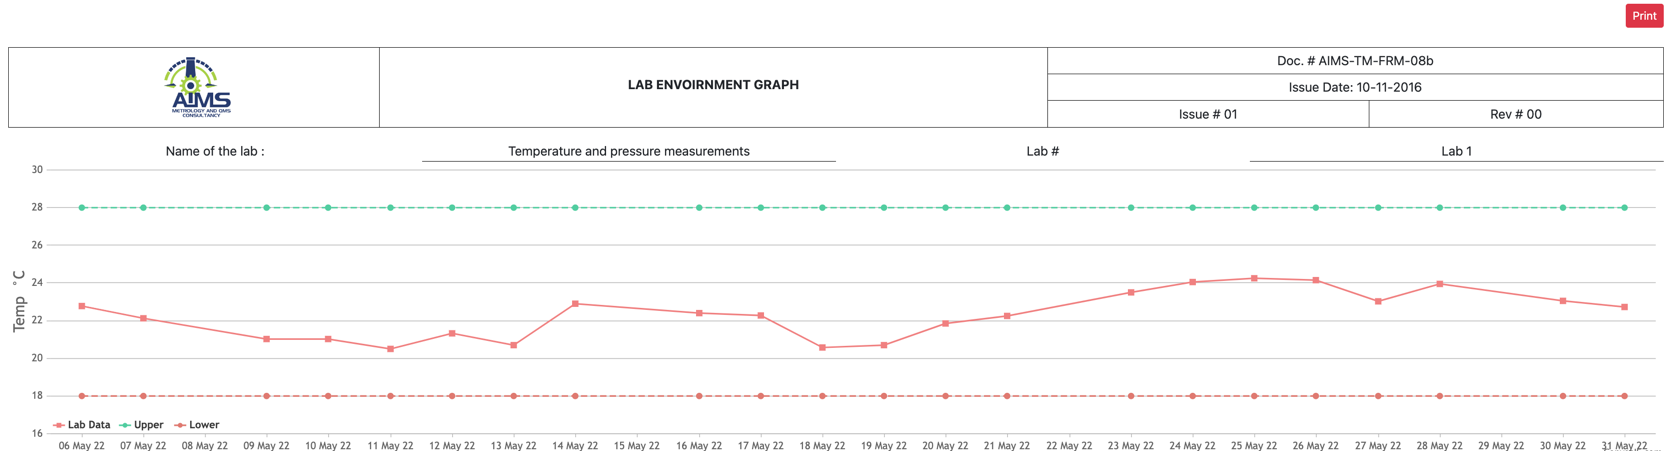 Print
AIMS
METROLOGY AND QMS
CONSULTANCY
LAB ENVOIRNMENT GRAPH
Doc. # AIMS-TM-FRM-08b
Issue Date: 10-11-2016
Issue # 01 Rev # 00
Name of the lab : Temperature and pressure measurements Lab # Lab 1
30
28
26
24
22
20
18
16
Temp °C
Lab Data Upper Lower
06 May 22 07 May 22 08 May 22 09 May 22 10 May 22 11 May 22 12 May 22 13 May 22 14 May 22 15 May 22 16 May 22 17 May 22 18 May 22 19 May 22 20 May 22 21 May 22 22 May 22 23 May 22 24 May 22 25 May 22 26 May 22 27 May 22 28 May 22 29 May 22 30 May 22 31 May 22